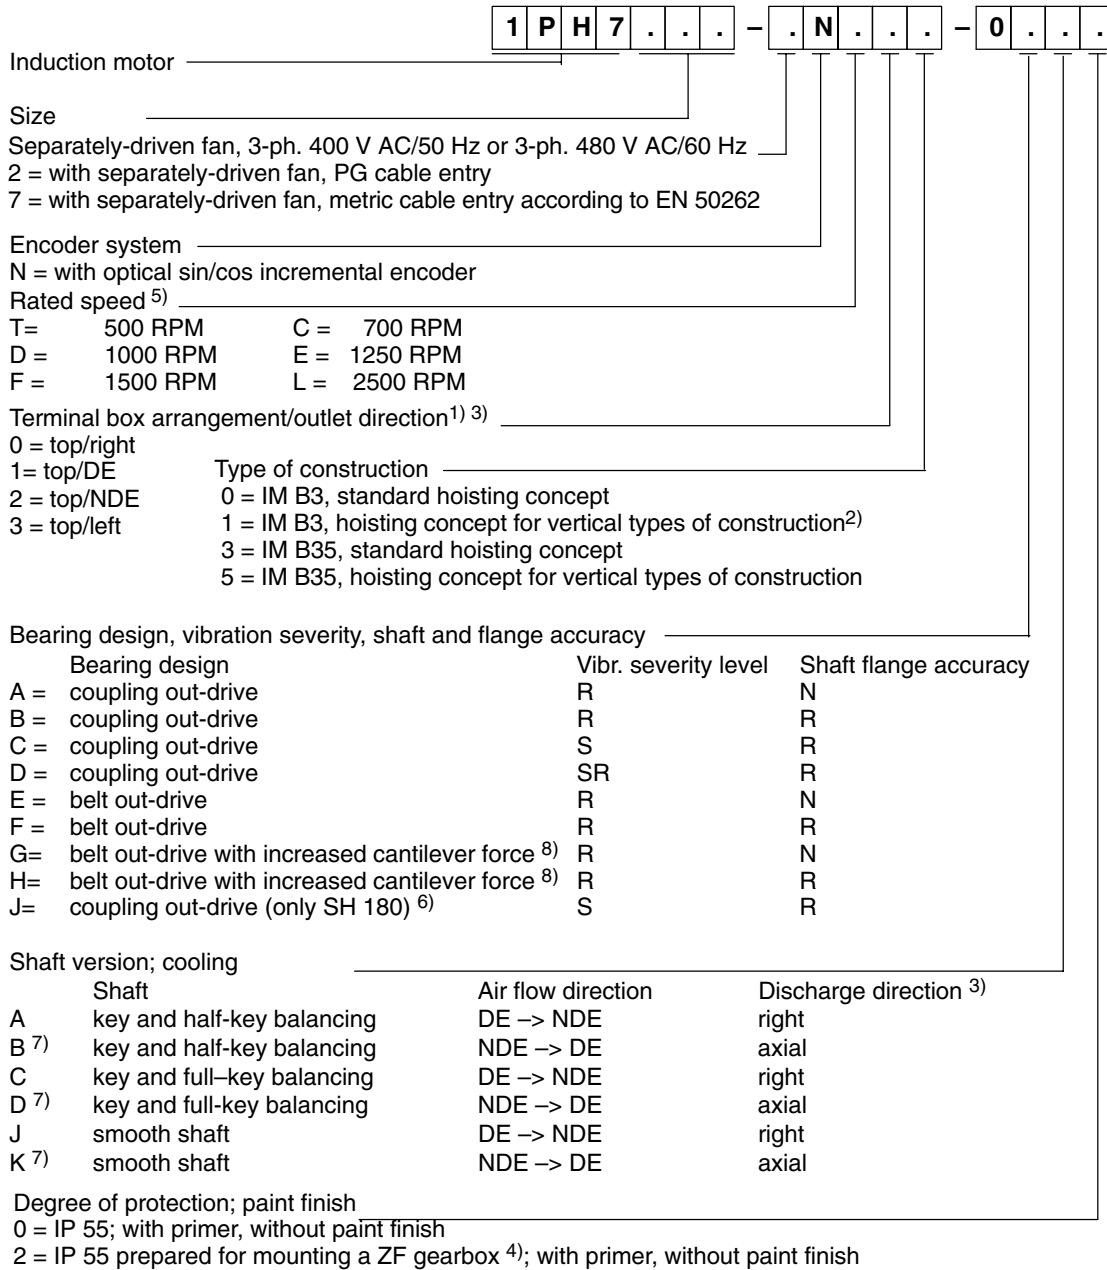 1 P H 7 . . . – . N . . . – 0 . . .
Induction motor
Size
Separately-driven fan, 3-ph. 400 V AC/50 Hz or 3-ph. 480 V AC/60 Hz
2 = with separately-driven fan, PG cable entry
7 = with separately-driven fan, metric cable entry according to EN 50262
Encoder system
N = with optical sin/cos incremental encoder
Rated speed 5)
T= 500 RPM C = 700 RPM
D = 1000 RPM E = 1250 RPM
F = 1500 RPM L = 2500 RPM
Terminal box arrangement/outlet direction1) 3)
0 = top/right
1= top/DE Type of construction
2 = top/NDE 0 = IM B3, standard hoisting concept
3 = top/left 1 = IM B3, hoisting concept for vertical types of construction2)
3 = IM B35, standard hoisting concept
5 = IM B35, hoisting concept for vertical types of construction
Bearing design, vibration severity, shaft and flange accuracy
Bearing design Vibr. severity level Shaft flange accuracy
A = coupling out-drive R N
B = coupling out-drive R R
C = coupling out-drive S R
D = coupling out-drive SR R
E = belt out-drive R N
F = belt out-drive R R
G= belt out-drive with increased cantilever force 8) R N
H= belt out-drive with increased cantilever force 8) R R
J= coupling out-drive (only SH 180) 6) S R
Shaft version; cooling
Shaft Air flow direction Discharge direction 3)
A key and half-key balancing DE –> NDE right
B 7) key and half-key balancing NDE –> DE axial
C key and full–key balancing DE –> NDE right
D 7) key and full-key balancing NDE –> DE axial
J smooth shaft DE –> NDE right
K 7) smooth shaft NDE –> DE axial
Degree of protection; paint finish
0 = IP 55; with primer, without paint finish
2 = IP 55 prepared for mounting a ZF gearbox 4); with primer, without paint finish